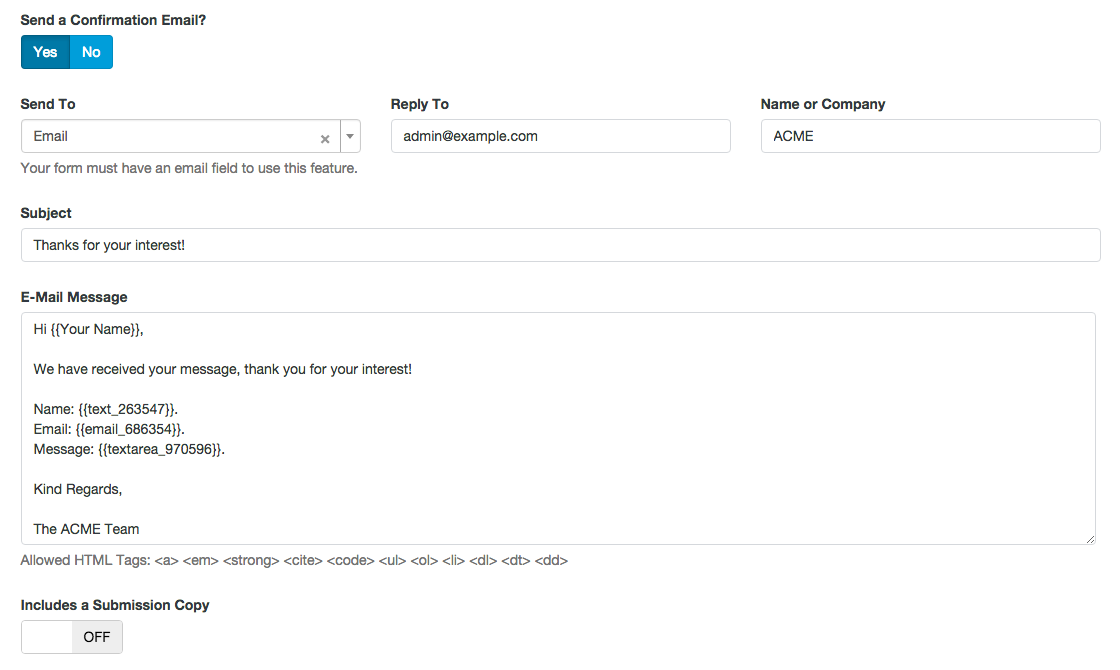 Send a Confirmation Email?
Yes No
Send To Reply To Name or Company
Email × admin@example.com ACME
Your form must have an email field to use this feature.
Subject
Thanks for your interest!
E-Mail Message
Hi {{Your Name}},
We have received your message, thank you for your interest!
Name: {{text_263547}}.
Email: {{email_686354}}.
Message: {{textarea_970596}}.
Kind Regards,
The ACME Team
Allowed HTML Tags: <a> <em> <strong> <cite> <code> <ul> <ol> <li> <dl> <dt> <dd>
Includes a Submission Copy
OFF